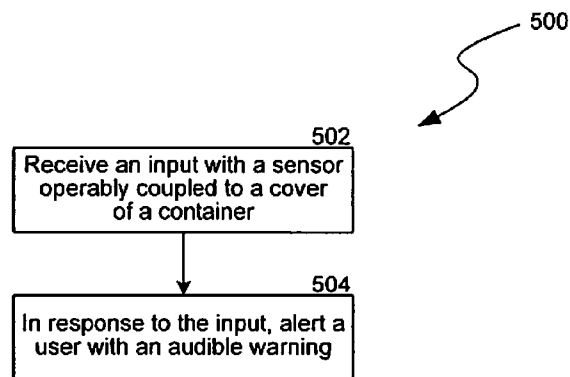 500
502
Receive an input with a sensor
operably coupled to a cover
of a container
504
In response to the input, alert a
user with an audible warning